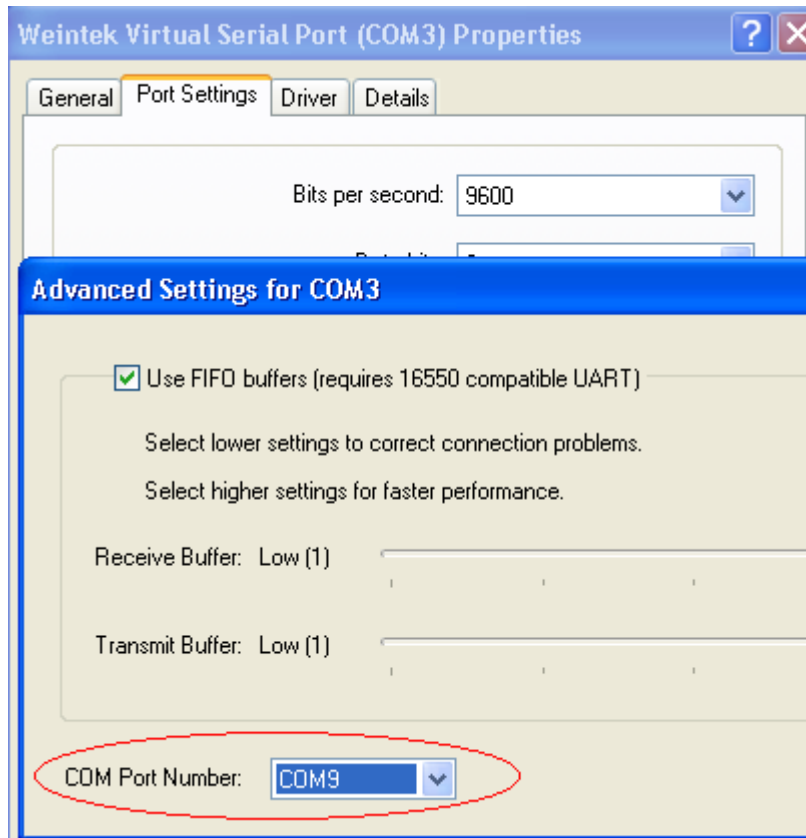 Weintek Virtual Serial Port (COM3) Properties
General Port Settings Driver Details
Bits per second: 9600
Advanced Settings for COM3
Use FIFO buffers (requires 16550 compatible UART)
Select lower settings to correct connection problems.
Select higher settings for faster performance.
Receive Buffer: Low (1)
Transmit Buffer: Low (1)
COM Port Number: COM9